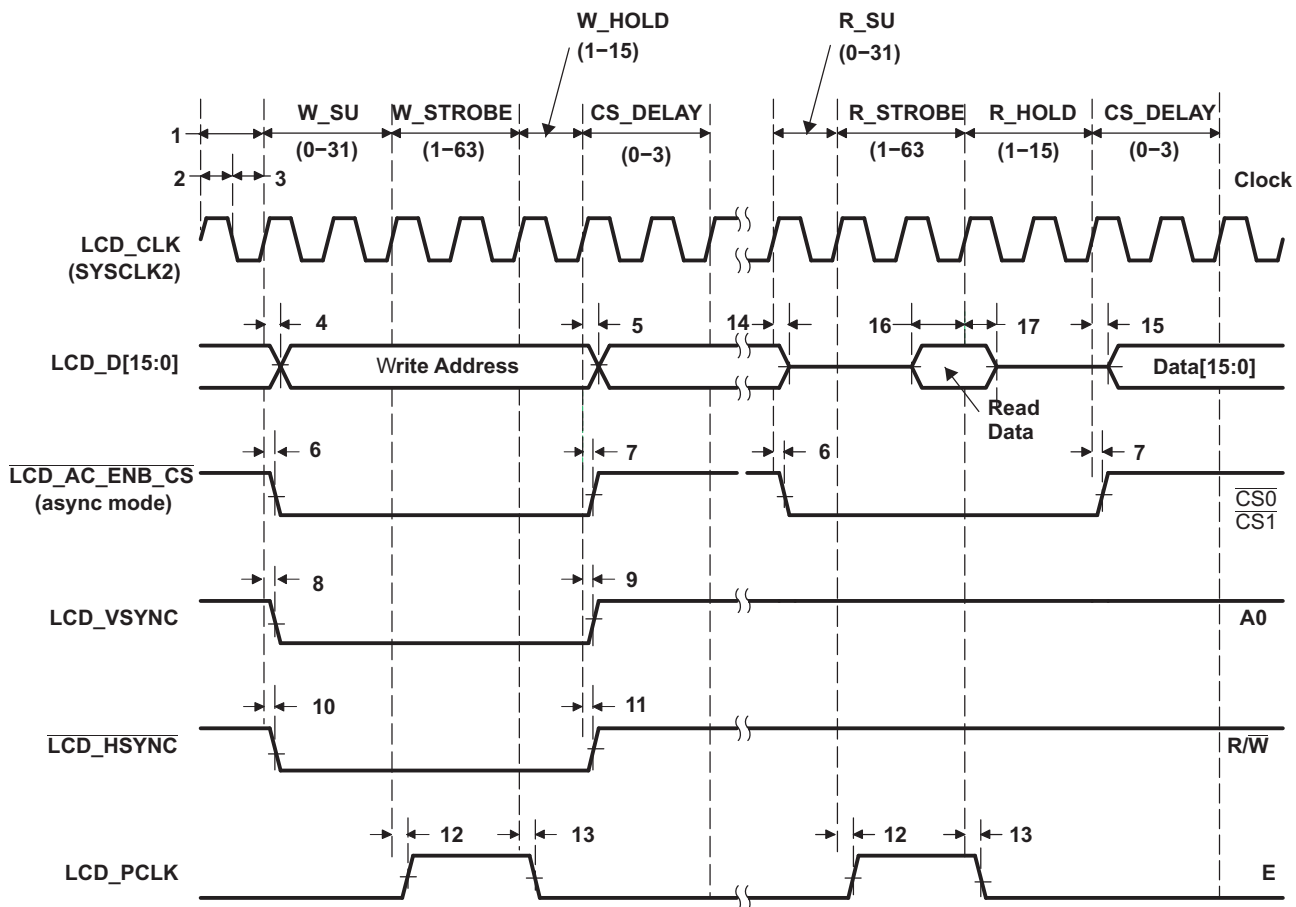 W_HOLD
(1−15)
R_SU
(0−31)
W_SU
(0−31)
W_STROBE
(1−63)
CS_DELAY
(0−3)
R_STROBE
(1−63
R_HOLD
(1−15)
CS_DELAY
(0−3)
1
2
3
Clock
LCD_CLK
(SYSCLK2)
4
5
14
16
17
15
LCD_D[15:0]
Write Address
Data[15:0]
Read
Data
6
7
6
7
LCD_AC_ENB_CS
(async mode)
CS0
CS1
8
9
LCD_VSYNC
A0
10
11
LCD_HSYNC
R/W
12
13
12
13
LCD_PCLK
E